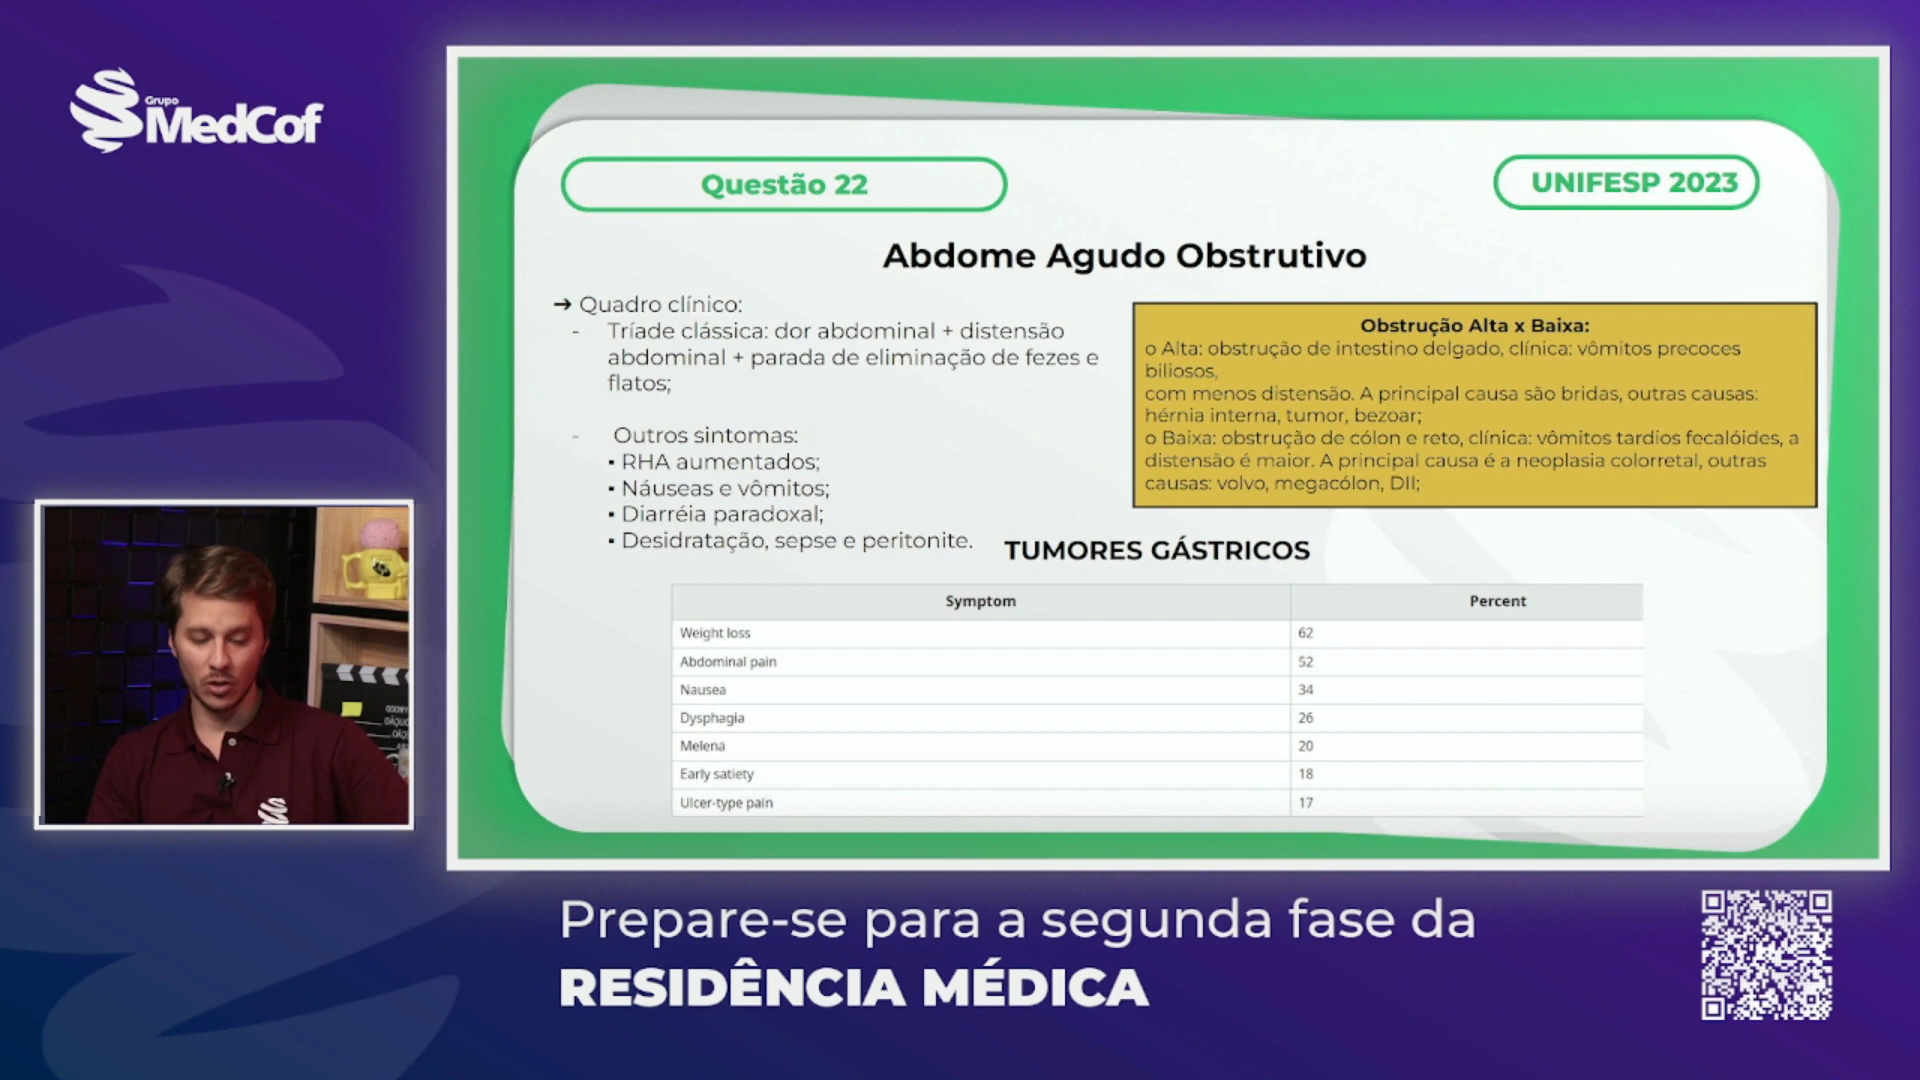 Grupo
MedCof
Questão 22
UNIFESP 2023
Abdome Agudo Obstrutivo
➔ Quadro clínico:
- Tríade clássica: dor abdominal + distensão
abdominal + parada de eliminação de fezes e
flatos;
- Outros sintomas:
▪ RHA aumentados;
▪ Náuseas e vômitos;
▪ Diarréia paradoxal;
▪ Desidratação, sepse e peritonite.
Obstrução Alta x Baixa:
o Alta: obstrução de intestino delgado, clínica: vômitos precoces
biliosos,
com menos distensão. A principal causa são bridas, outras causas:
hérnia interna, tumor, bezoar;
o Baixa: obstrução de cólon e reto, clínica: vômitos tardios fecalóides, a
distensão é maior. A principal causa é a neoplasia colorretal, outras
causas: volvo, megacólon, DII;
TUMORES GÁSTRICOS
Symptom Percent
Weight loss 62
Abdominal pain 52
Nausea 34
Dysphagia 26
Melena 20
Early satiety 18
Ulcer-type pain 17
Prepare-se para a segunda fase da
RESIDÊNCIA MÉDICA